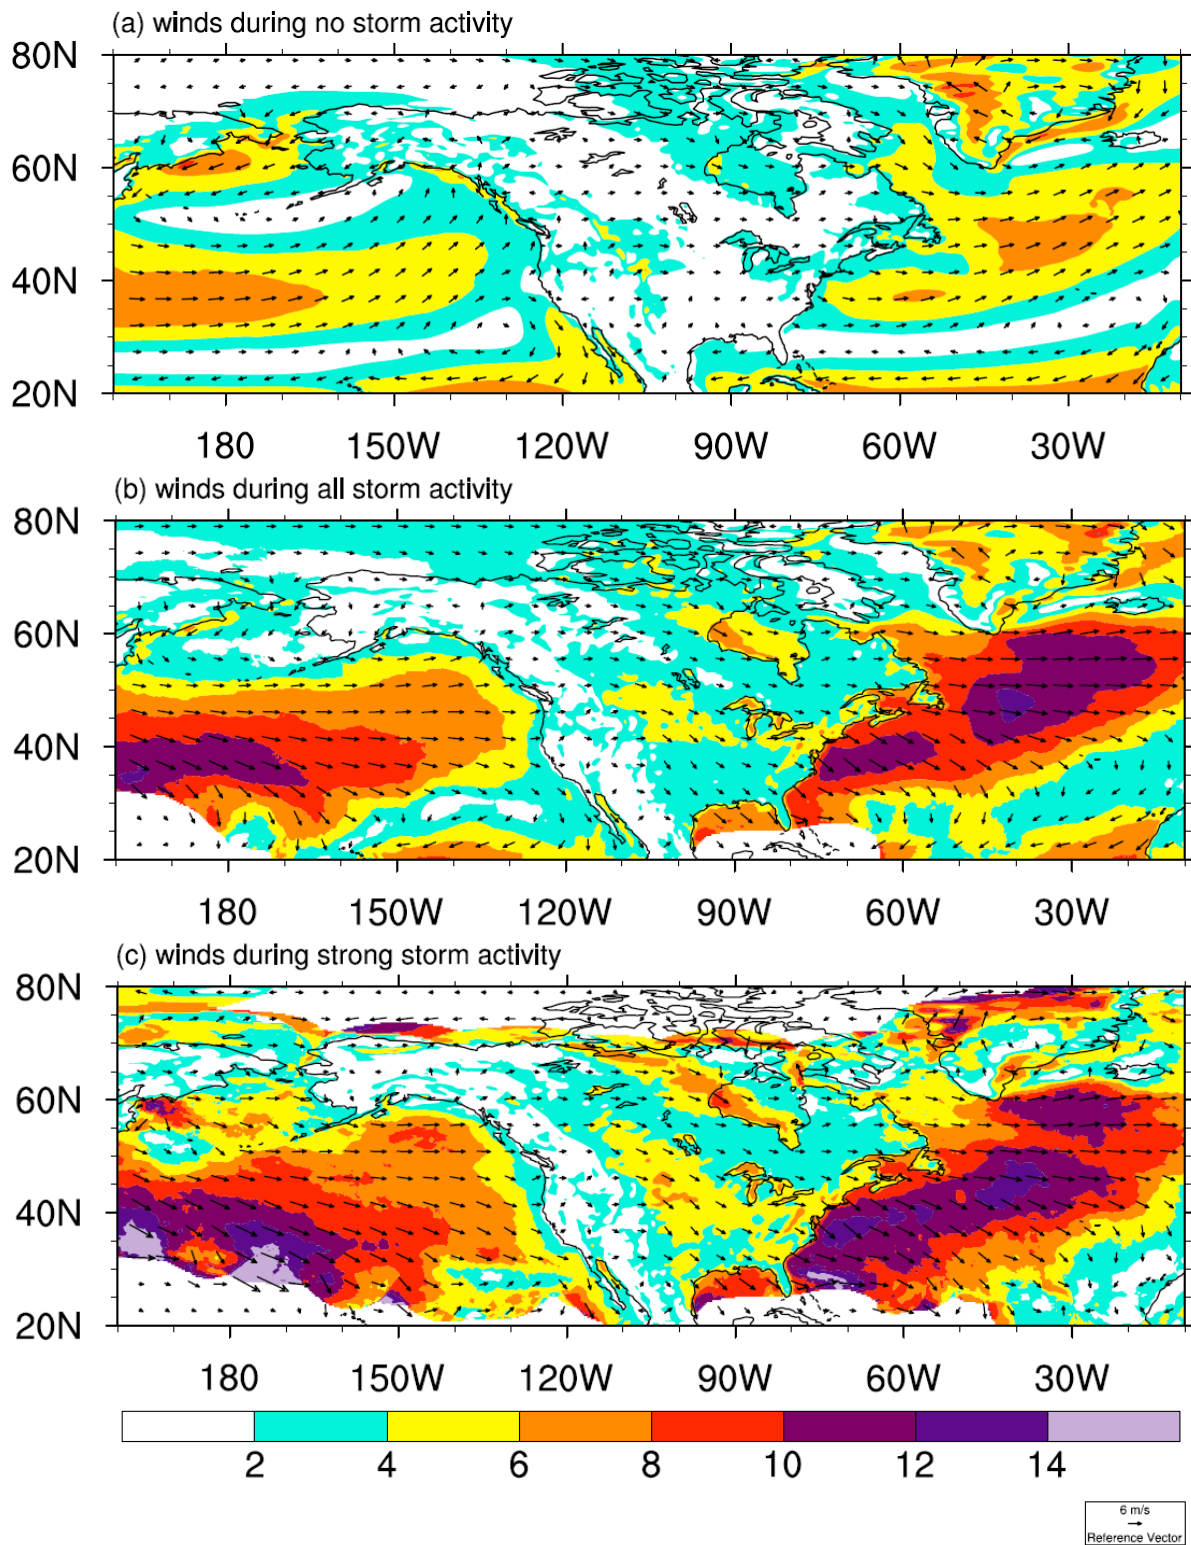 (a) winds during no storm activity
80N
60N
40N
20N
180 150W 120W 90W 60W 30W
(b) winds during all storm activity
80N
60N
40N
20N
180 150W 120W 90W 60W 30W
(c) winds during strong storm activity
80N
60N
40N
20N
180 150W 120W 90W 60W 30W
2 4 6 8 10 12 14
6 m/s
Reference Vector